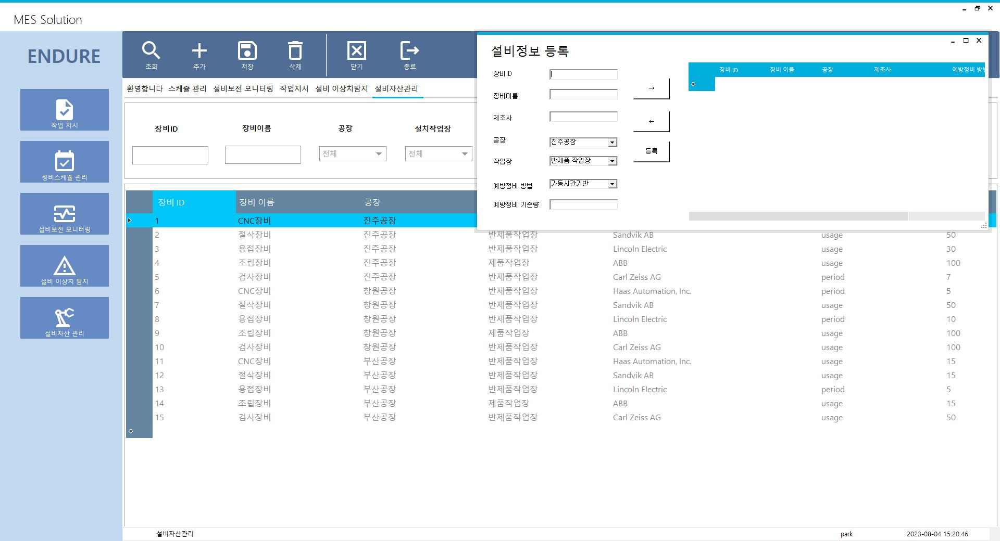 MES Solution
ENDURE
작업 지시
정비스케쥴 관리
설비보전 모니터링
설비 이상치 탐지
설비자산 관리
조회 추가 저장 삭제 닫기 종료
환영합니다 스케쥴 관리 설비보전 모니터링 작업지시 설비 이상치탐지 설비자산관리
장비ID 장비이름 공장 설치작업장
전체 전체
설비정보 등록
장비ID
장비이름
제조사
공장 진주공장
작업장 반제품 작업장
예방정비 방법 가동시간기반
예방정비 기준량
→
←
등록
장비 ID 장비 이름 공장 제조사 예방정비 방법
장비 ID 장비 이름 공장
1 CNC장비 진주공장
2 절삭장비 진주공장 반제품작업장 Sandvik AB usage 50
3 용접장비 진주공장 반제품작업장 Lincoln Electric usage 30
4 조립장비 진주공장 제품작업장 ABB usage 100
5 검사장비 진주공장 반제품작업장 Carl Zeiss AG period 7
6 CNC장비 창원공장 반제품작업장 Haas Automation, Inc. period 5
7 절삭장비 창원공장 반제품작업장 Sandvik AB usage 50
8 용접장비 창원공장 반제품작업장 Lincoln Electric period 10
9 조립장비 창원공장 제품작업장 ABB usage 100
10 검사장비 창원공장 반제품작업장 Carl Zeiss AG usage 100
11 CNC장비 부산공장 반제품작업장 Haas Automation, Inc. usage 15
12 절삭장비 부산공장 반제품작업장 Sandvik AB usage 15
13 용접장비 부산공장 반제품작업장 Lincoln Electric period 5
14 조립장비 부산공장 제품작업장 ABB usage 15
15 검사장비 부산공장 반제품작업장 Carl Zeiss AG usage 50
설비자산관리 park 2023-08-04 15:20:46